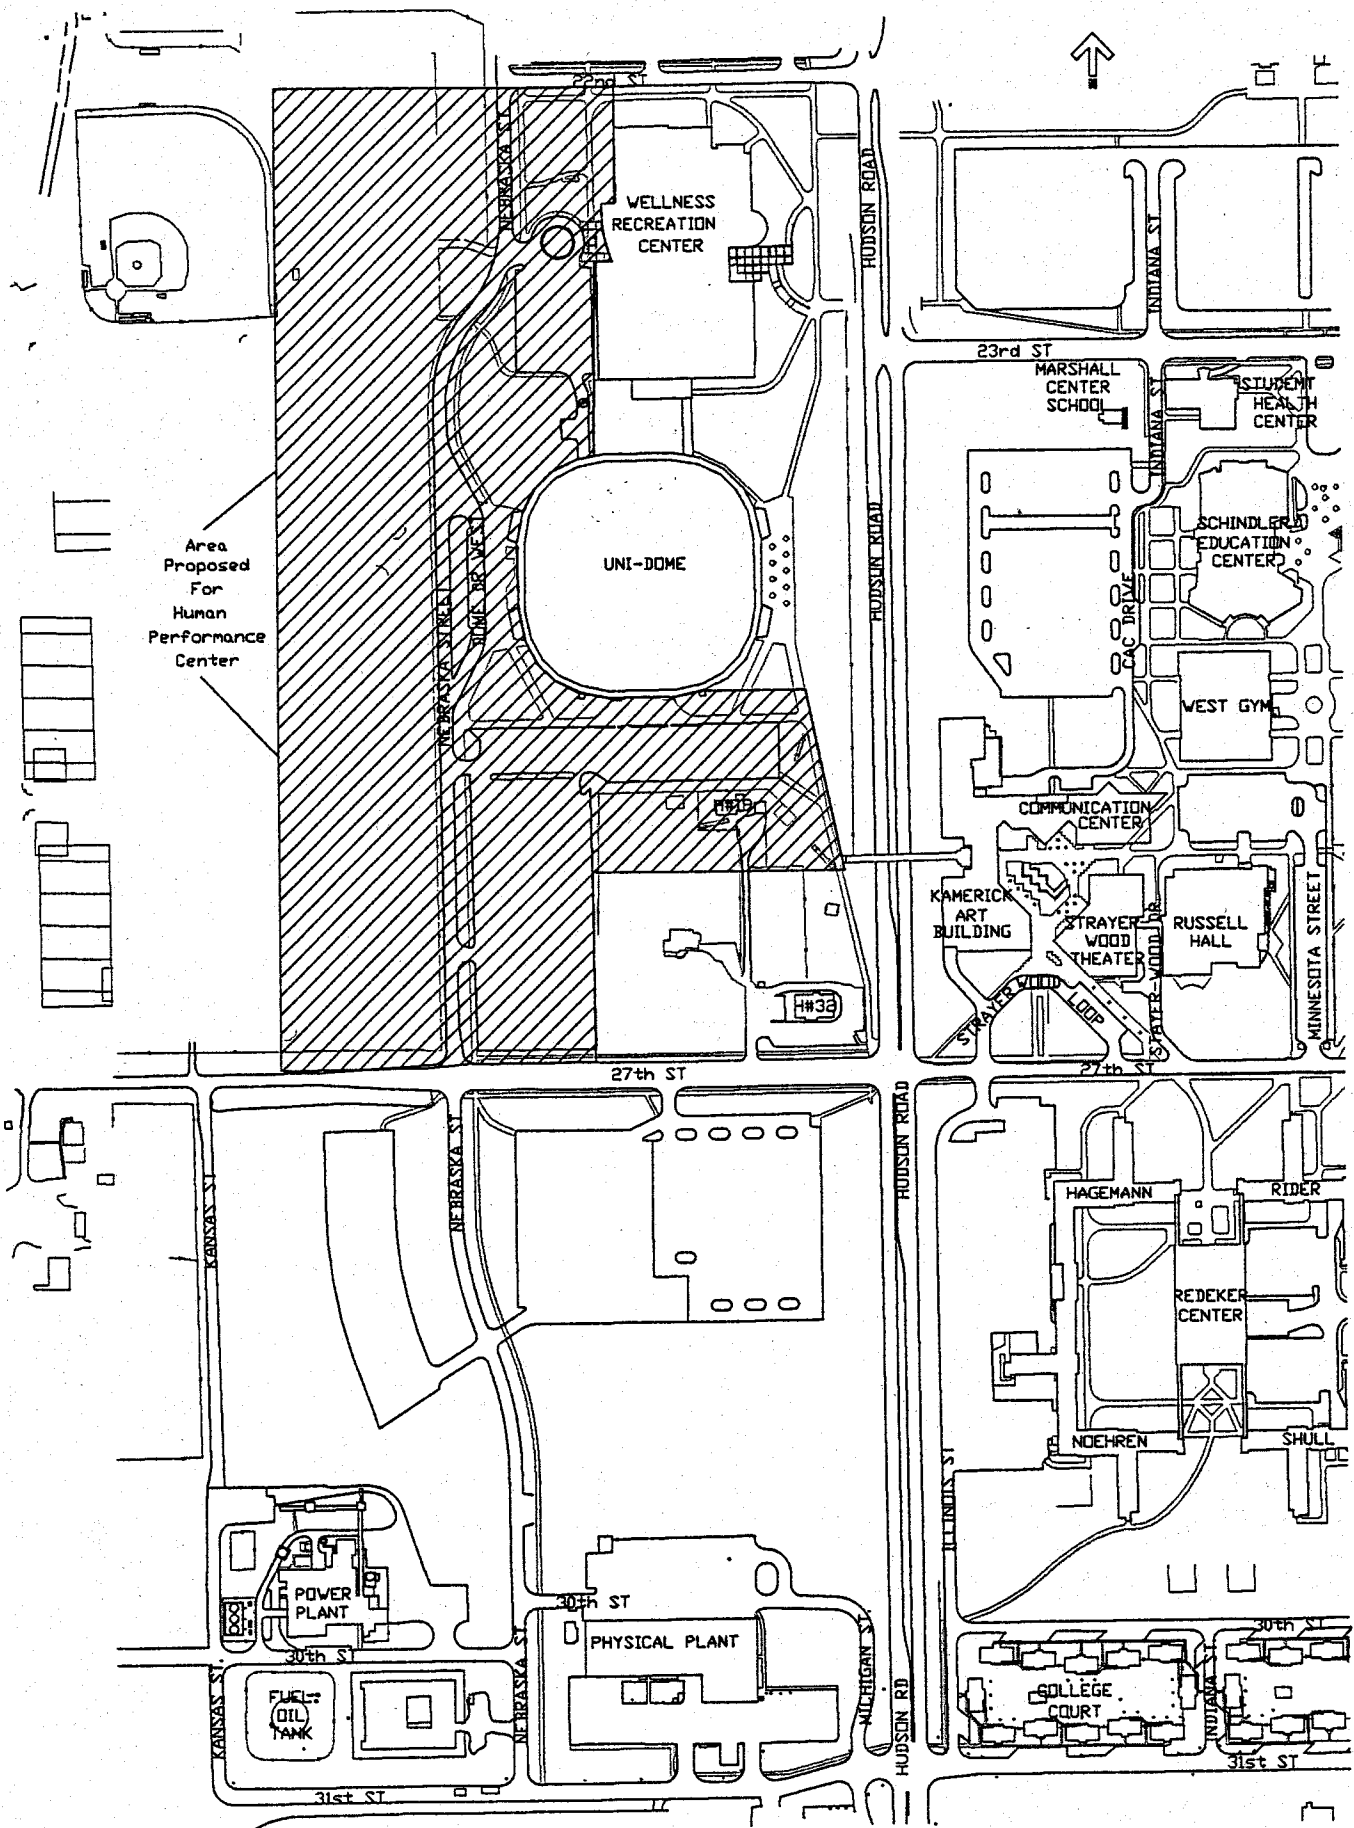 22nd ST
NEBRASKA ST.
WELLNESS
RECREATION
CENTER
HUDSON ROAD
INDIANA ST
23rd ST
MARSHALL
CENTER
SCHOOL
INDIANA ST
STUDENT
HEALTH
CENTER
Area
Proposed
For
Human
Performance
Center
UNI-DOME
HUDSON ROAD
SCHINDLER
EDUCATION
CENTER
NEBRASKA STREET
DOME DR WEST
CAC DRIVE
WEST GYM
H#19
COMMUNICATION
CENTER
KAMERICK
ART
BUILDING
STRAYER
WOOD
THEATER
STAYER-WOOD DR
RUSSELL
HALL
MINNESOTA STREET
H#32
STRAYER WOOD
LOOP
27th ST
27th ST
KANSAS ST
NEBRASKA ST
HUDSON ROAD
HAGEMANN
RIDER
REDEKER
CENTER
NOEHREN
SHULL
ILLINOIS ST
POWER
PLANT
30th ST
30th ST
30th ST
PHYSICAL PLANT
KANSAS ST.
FUEL
OIL
TANK
NEBRASKA ST.
MICHIGAN ST.
HUDSON RD
COLLEGE
COURT
INDIANA ST
31st ST
31st ST